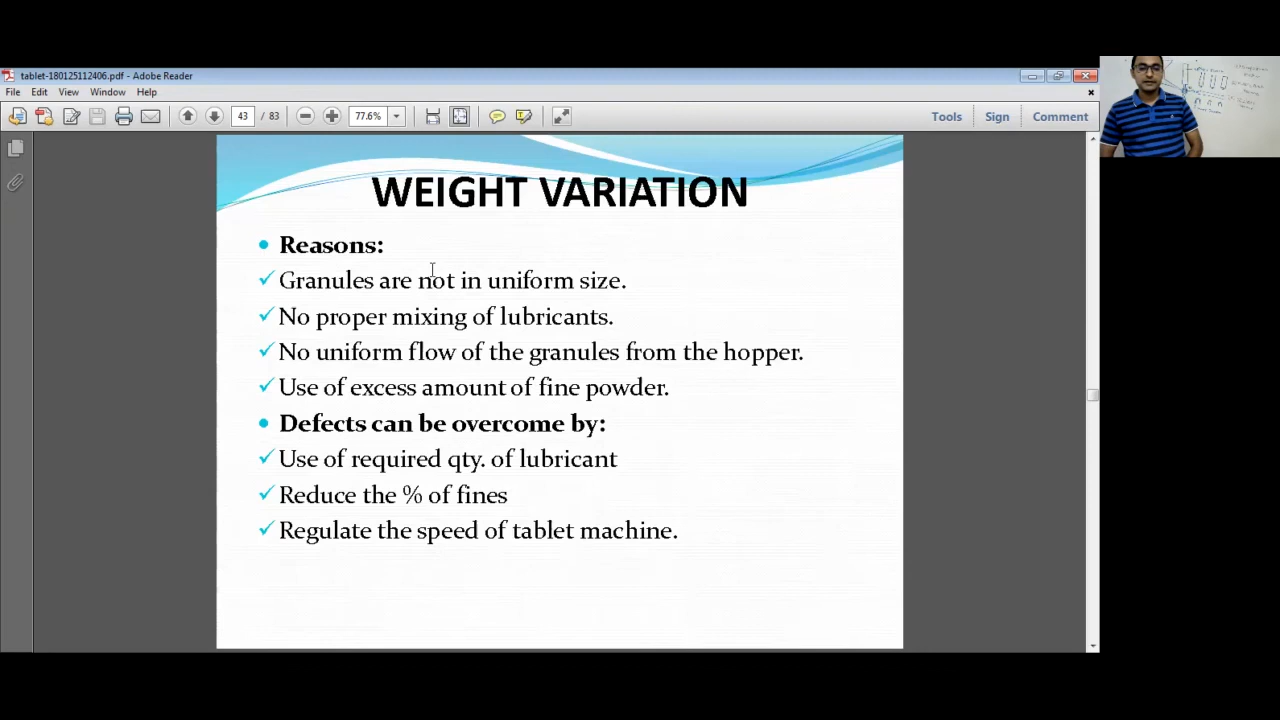 tablet-180125112406.pdf - Adobe Reader
File Edit View Window Help
43 / 83 77.6% Tools Sign Comment
WEIGHT VARIATION
Reasons:
Granules are not in uniform size.
No proper mixing of lubricants.
No uniform flow of the granules from the hopper.
Use of excess amount of fine powder.
Defects can be overcome by:
Use of required qty. of lubricant
Reduce the % of fines
Regulate the speed of tablet machine.